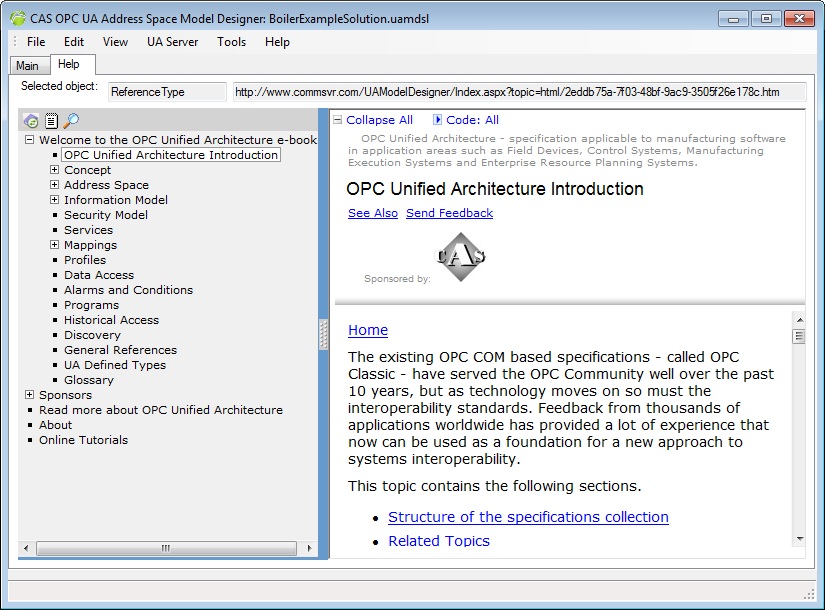 CAS OPC UA Address Space Model Designer: BoilerExampleSolution.uamdsl
File Edit View UA Server Tools Help
Main Help
Selected object: ReferenceType http://www.commsvr.com/UAModelDesigner/Index.aspx?topic=html/2eddb75a-7f03-48bf-9ac9-3505f26e178c.htm
Welcome to the OPC Unified Architecture e-book
OPC Unified Architecture Introduction
Concept
Address Space
Information Model
Security Model
Services
Mappings
Profiles
Data Access
Alarms and Conditions
Programs
Historical Access
Discovery
General References
UA Defined Types
Glossary
Sponsors
Read more about OPC Unified Architecture
About
Online Tutorials
Collapse All Code: All
OPC Unified Architecture - specification applicable to manufacturing software
in application areas such as Field Devices, Control Systems, Manufacturing
Execution Systems and Enterprise Resource Planning Systems.
OPC Unified Architecture Introduction
See Also Send Feedback
CAS
Sponsored by:
Home
The existing OPC COM based specifications - called OPC
Classic - have served the OPC Community well over the past
10 years, but as technology moves on so must the
interoperability standards. Feedback from thousands of
applications worldwide has provided a lot of experience that
now can be used as a foundation for a new approach to
systems interoperability.
This topic contains the following sections.
• Structure of the specifications collection
• Related Topics